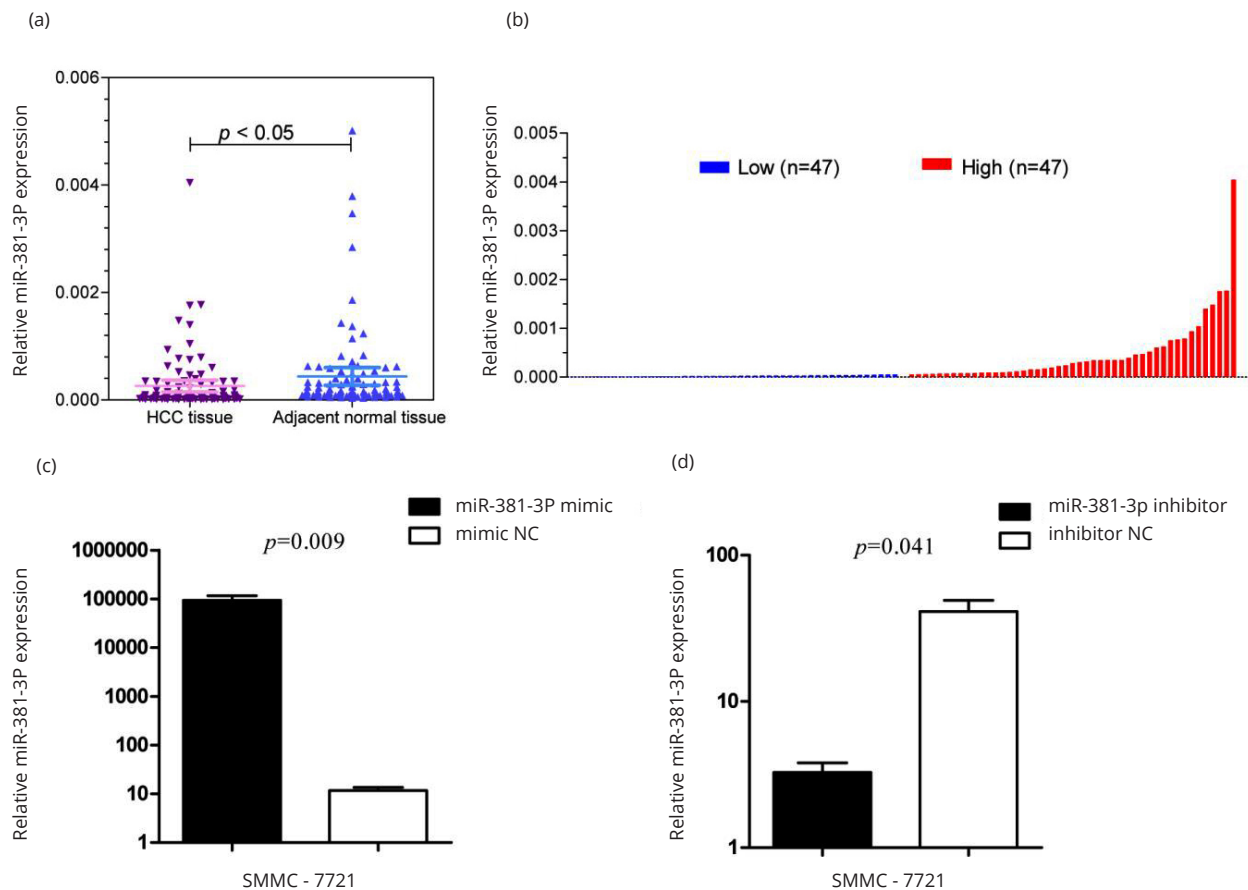 (a)
(b)
Relative miR-381-3P expression
0.006
0.004
0.002
0.000
p < 0.05
HCC tissue
Adjacent normal tissue
Relative miR-381-3P expression
0.005
0.004
0.003
0.002
0.001
0.000
Low (n=47)
High (n=47)
(c)
(d)
miR-381-3P mimic
mimic NC
p=0.009
Relative miR-381-3P expression
1000000
100000
10000
1000
100
10
1
SMMC - 7721
miR-381-3p inhibitor
inhibitor NC
p=0.041
Relative miR-381-3P expression
100
10
1
SMMC - 7721